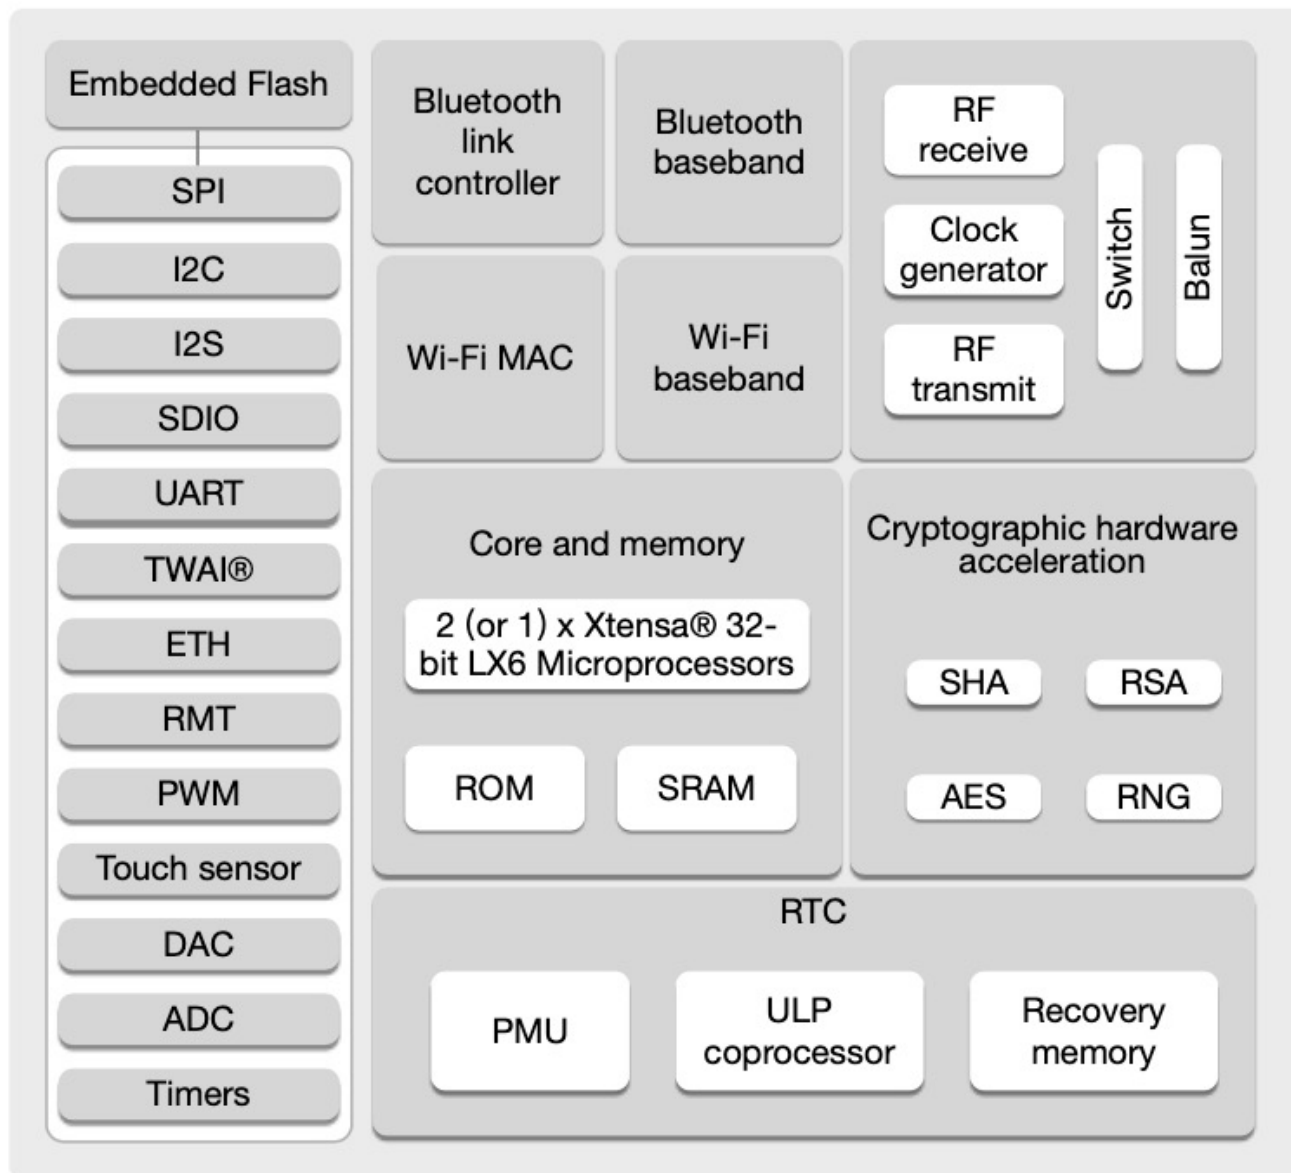 Embedded Flash
SPI
I2C
I2S
SDIO
UART
TWAI®
ETH
RMT
PWM
Touch sensor
DAC
ADC
Timers
Bluetooth
link
controller
Bluetooth
baseband
Wi-Fi MAC
Wi-Fi
baseband
RF
receive
Clock
generator
RF
transmit
Switch
Balun
Core and memory
2 (or 1) x Xtensa® 32-
bit LX6 Microprocessors
ROM
SRAM
Cryptographic hardware
acceleration
SHA
RSA
AES
RNG
RTC
PMU
ULP
coprocessor
Recovery
memory